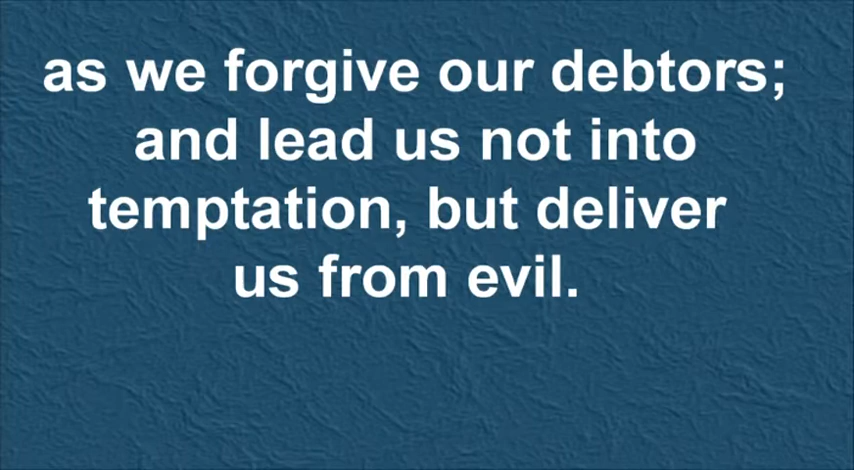 as we forgive our debtors;
and lead us not into
temptation, but deliver
us from evil.